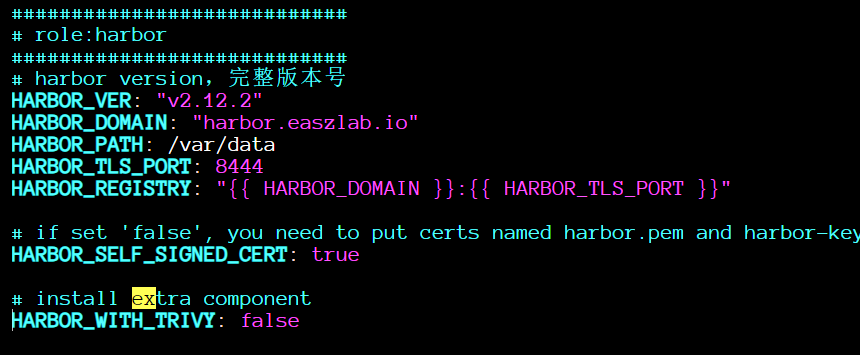 ############################
# role:harbor
############################
# harbor version，完整版本号
HARBOR_VER: "v2.12.2"
HARBOR_DOMAIN: "harbor.easzlab.io"
HARBOR_PATH: /var/data
HARBOR_TLS_PORT: 8444
HARBOR_REGISTRY: "{{ HARBOR_DOMAIN }}:{{ HARBOR_TLS_PORT }}"
# if set 'false', you need to put certs named harbor.pem and harbor-key
HARBOR_SELF_SIGNED_CERT: true
# install extra component
HARBOR_WITH_TRIVY: false